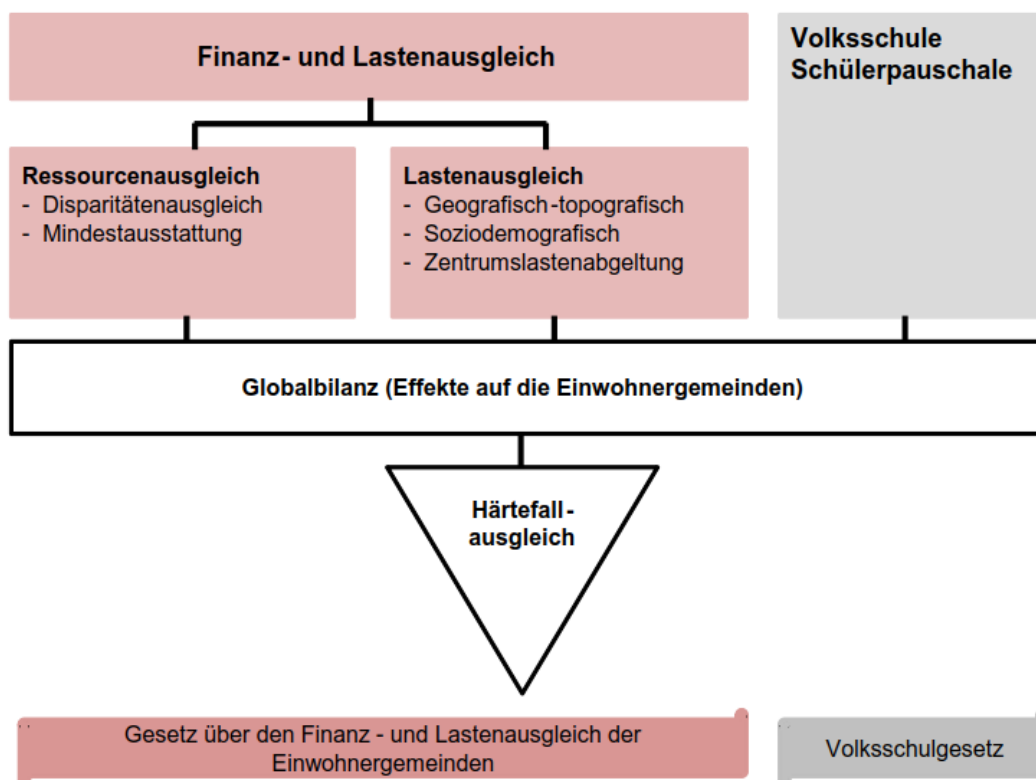 Finanz- und Lastenausgleich
Volksschule
Schülerpauschale
Ressourcenausgleich
- Disparitätenausgleich
- Mindestausstattung
Lastenausgleich
- Geografisch-topografisch
- Soziodemografisch
- Zentrumslastenabgeltung
Globalbilanz (Effekte auf die Einwohnergemeinden)
Härtefall-
ausgleich
Gesetz über den Finanz - und Lastenausgleich der
Einwohnergemeinden
Volksschulgesetz